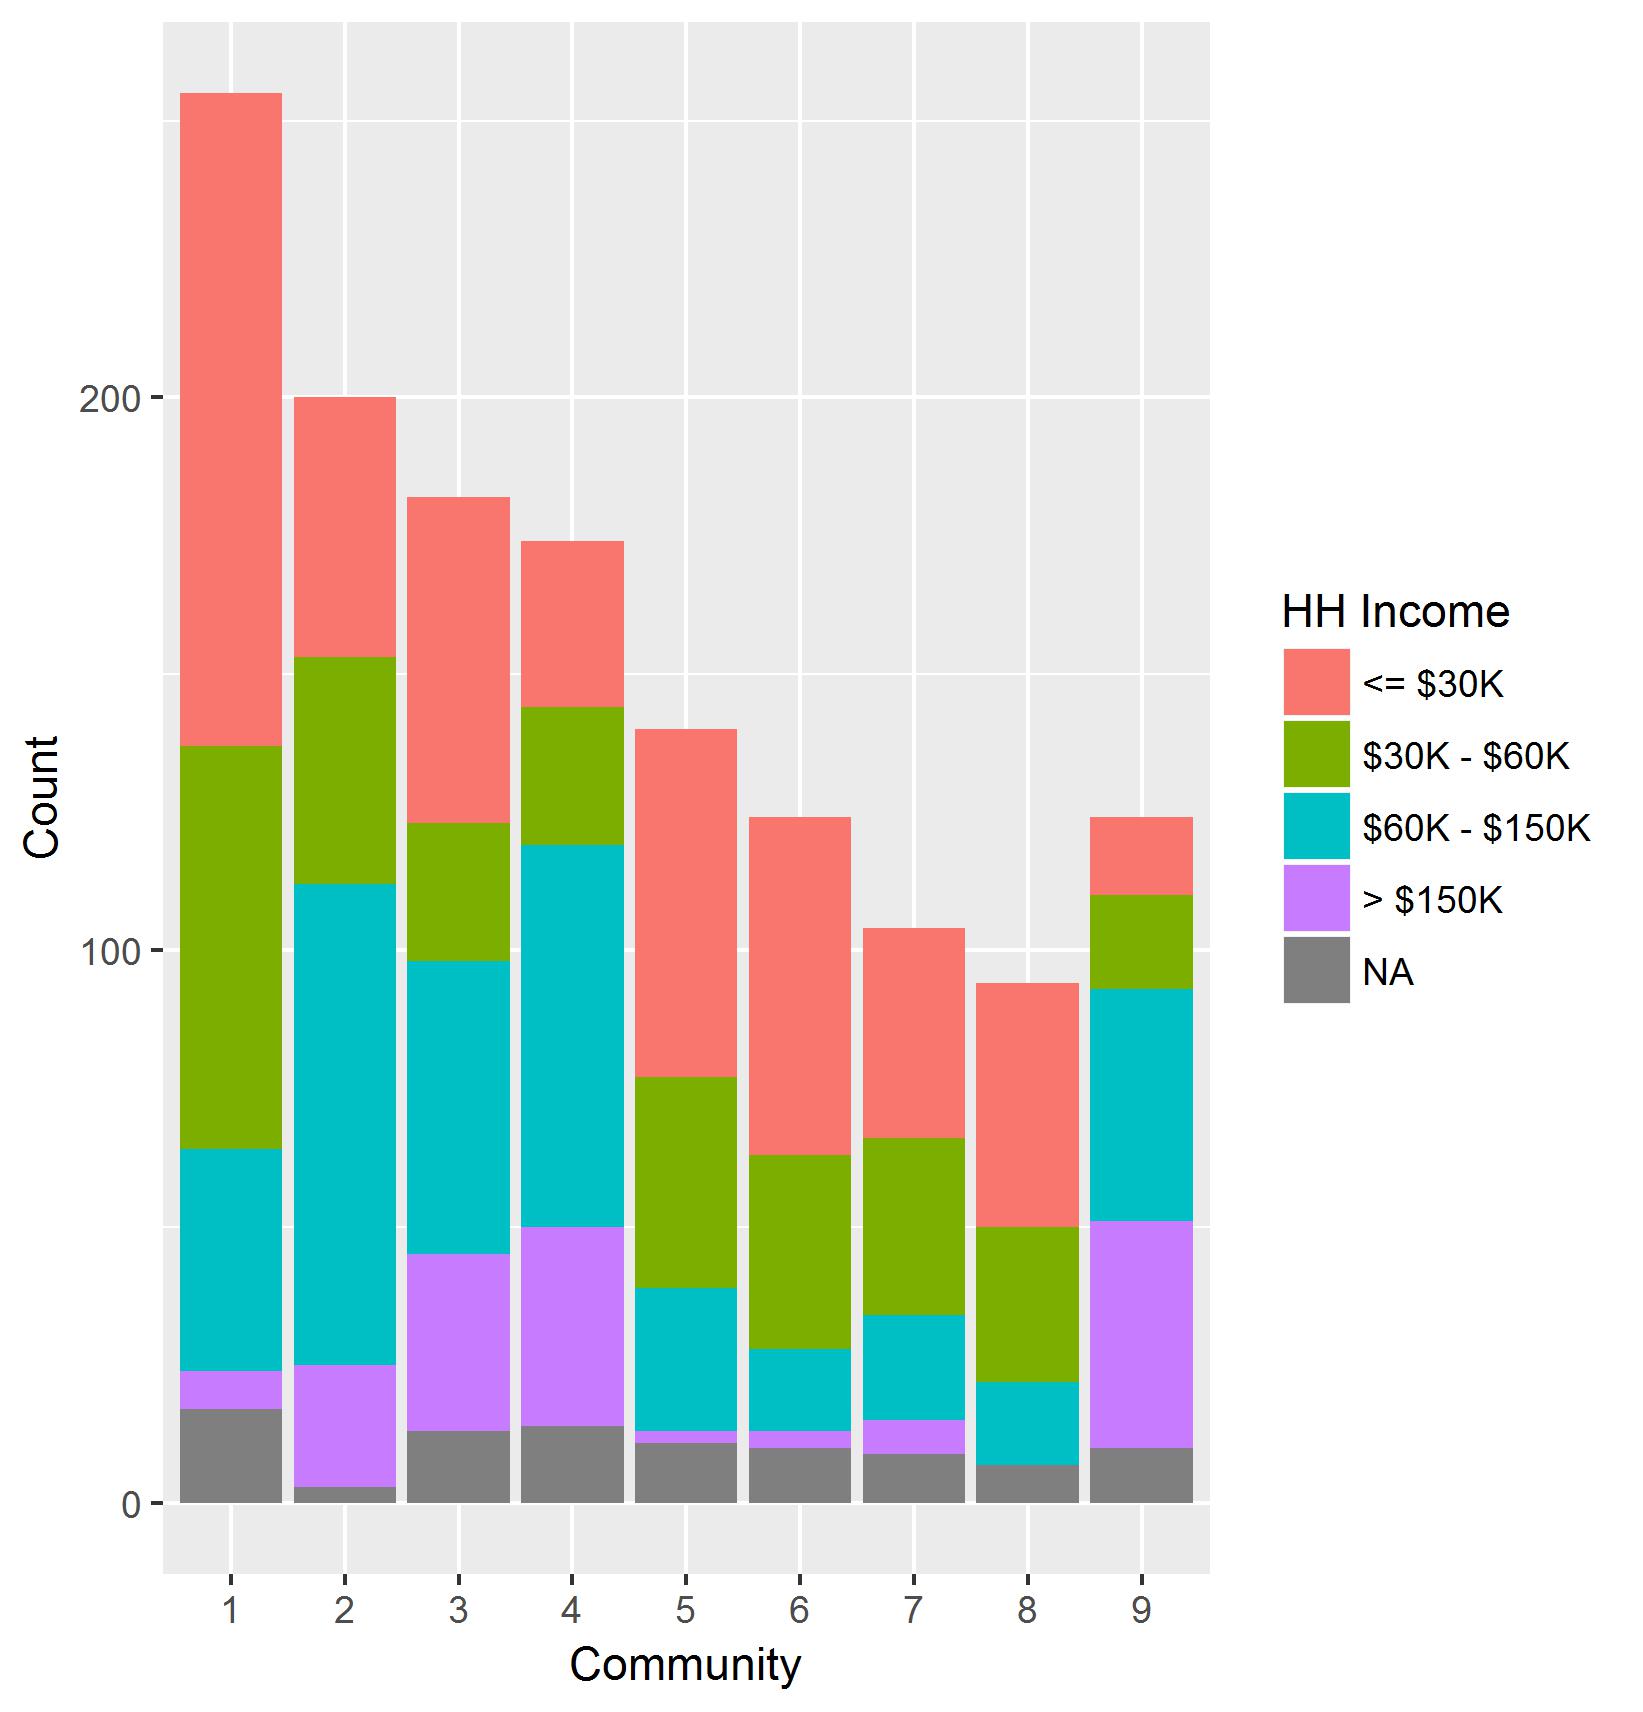 200
100
0
Count
1 2 3 4 5 6 7 8 9
Community
HH Income
<= $30K
$30K - $60K
$60K - $150K
> $150K
NA